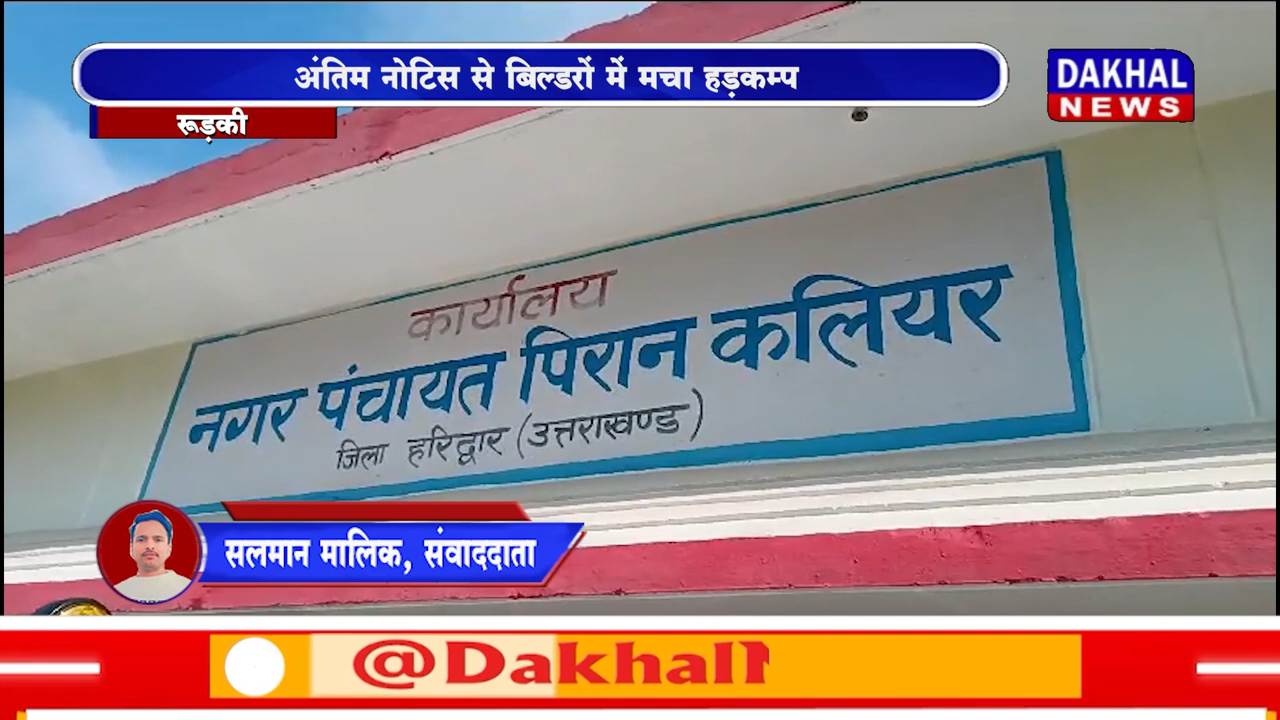 अंतिम नोटिस से बिल्डरों में मचा हड़कम्प
DAKHAL
NEWS
रूड़की
कार्यालय
नगर पंचायत पिरान कलियर
जिला हरिद्वार (उत्तराखण्ड)
सलमान मालिक, संवाददाता
@Dakhal